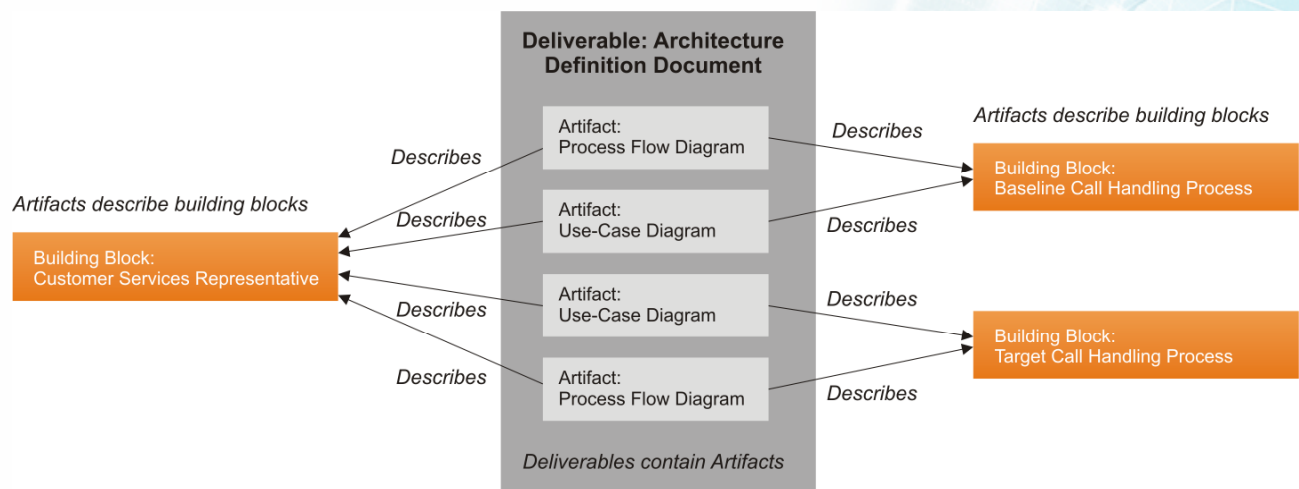 Deliverable: Architecture
Definition Document
Artifact:
Process Flow Diagram
Artifact:
Use-Case Diagram
Artifact:
Use-Case Diagram
Artifact:
Process Flow Diagram
Deliverables contain Artifacts
Describes
Describes
Describes
Describes
Artifacts describe building blocks
Building Block:
Customer Services Representative
Describes
Describes
Describes
Describes
Artifacts describe building blocks
Building Block:
Baseline Call Handling Process
Building Block:
Target Call Handling Process